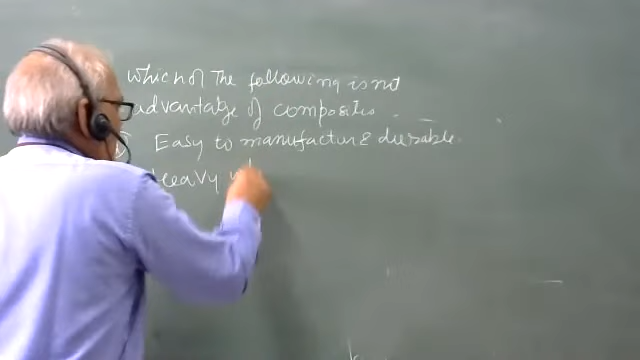 which of The following is not
advantage of composites
Easy to manufacture & durable
Heavy